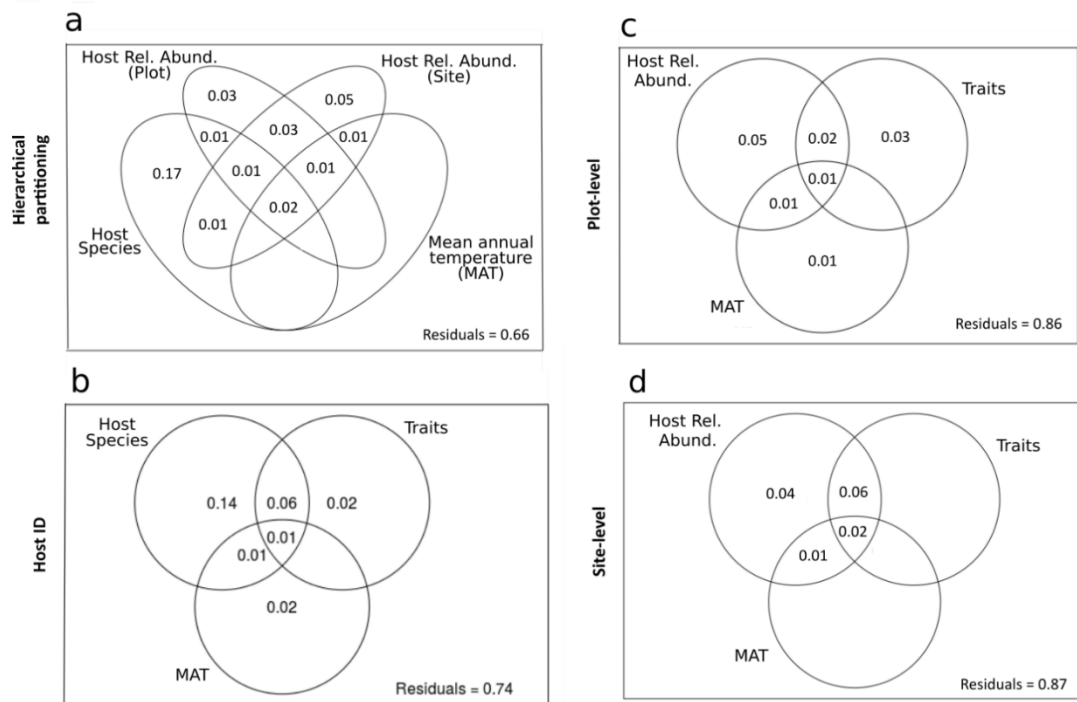 a
Hierarchical
partitioning
Host Rel. Abund.
(Plot)
Host Rel. Abund.
(Site)
0.03
0.05
0.01
0.03
0.01
0.17
0.01
0.01
0.01
0.02
Host
Species
Mean annual
temperature
(MAT)
Residuals = 0.66
b
Host ID
Host
Species
Traits
0.14
0.06
0.02
0.01
0.01
0.02
MAT
Residuals = 0.74
c
Plot-level
Host Rel.
Abund.
Traits
0.05
0.02
0.03
0.01
0.01
0.01
MAT
Residuals = 0.86
d
Site-level
Host Rel.
Abund.
Traits
0.04
0.06
0.02
0.01
MAT
Residuals = 0.87